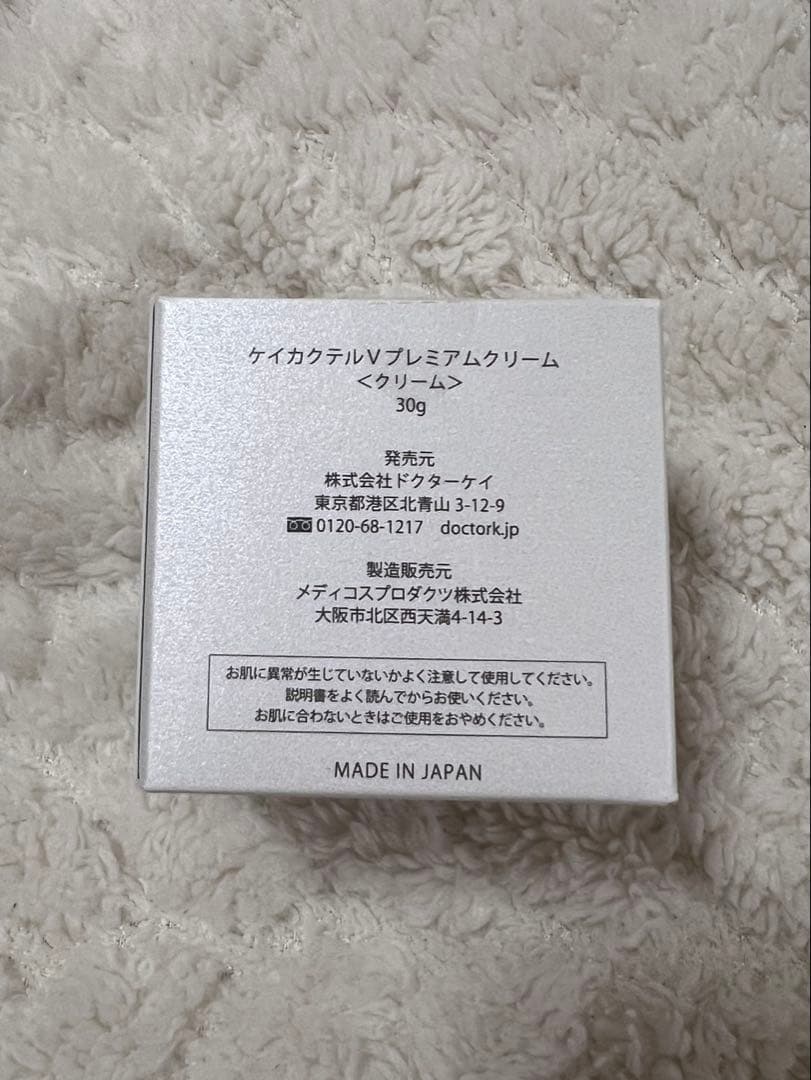 ケイカクテルVプレミアムクリーム
<クリーム>
30g
発売元
株式会社ドクターケイ
東京都港区北青山 3-12-9
0120-68-1217 doctork.jp
製造販売元
メディコスプロダクツ株式会社
大阪市北区西天満4-14-3
お肌に異常が生じていないかよく注意して使用してください。
説明書をよく読んでからお使いください。
お肌に合わないときはご使用をおやめください。
MADE IN JAPAN